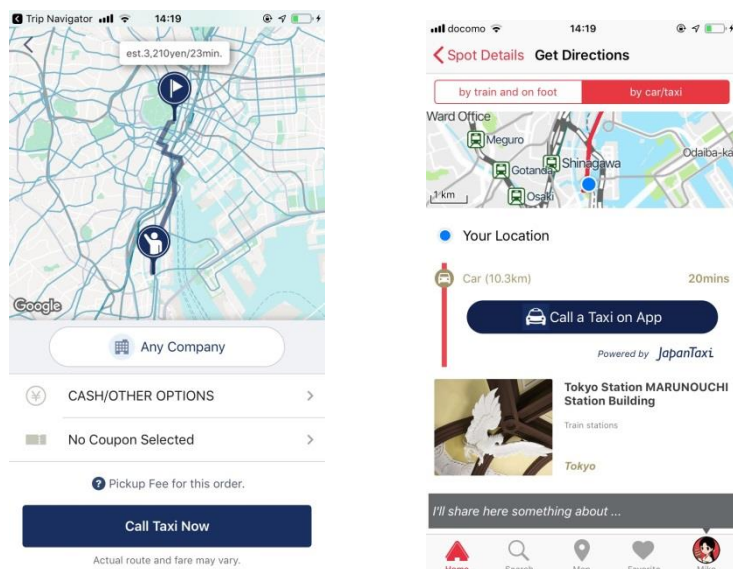 Trip Navigator
14:19
est.3,210yen/23min.
Google
Any Company
CASH/OTHER OPTIONS
No Coupon Selected
Pickup Fee for this order.
Call Taxi Now
Actual route and fare may vary.
docomo
14:19
Spot Details
Get Directions
by train and on foot
by car/taxi
Ward Office
Meguro
Gotanda
Shinagawa
Osaki
Odaiba-ka
1 km
Your Location
Car (10.3km)
20mins
Call a Taxi on App
Powered by JapanTaxi
Tokyo Station MARUNOUCHI
Station Building
Train stations
Tokyo
I'll share here something about ...
Home
Search
Map
Favorite
Mika